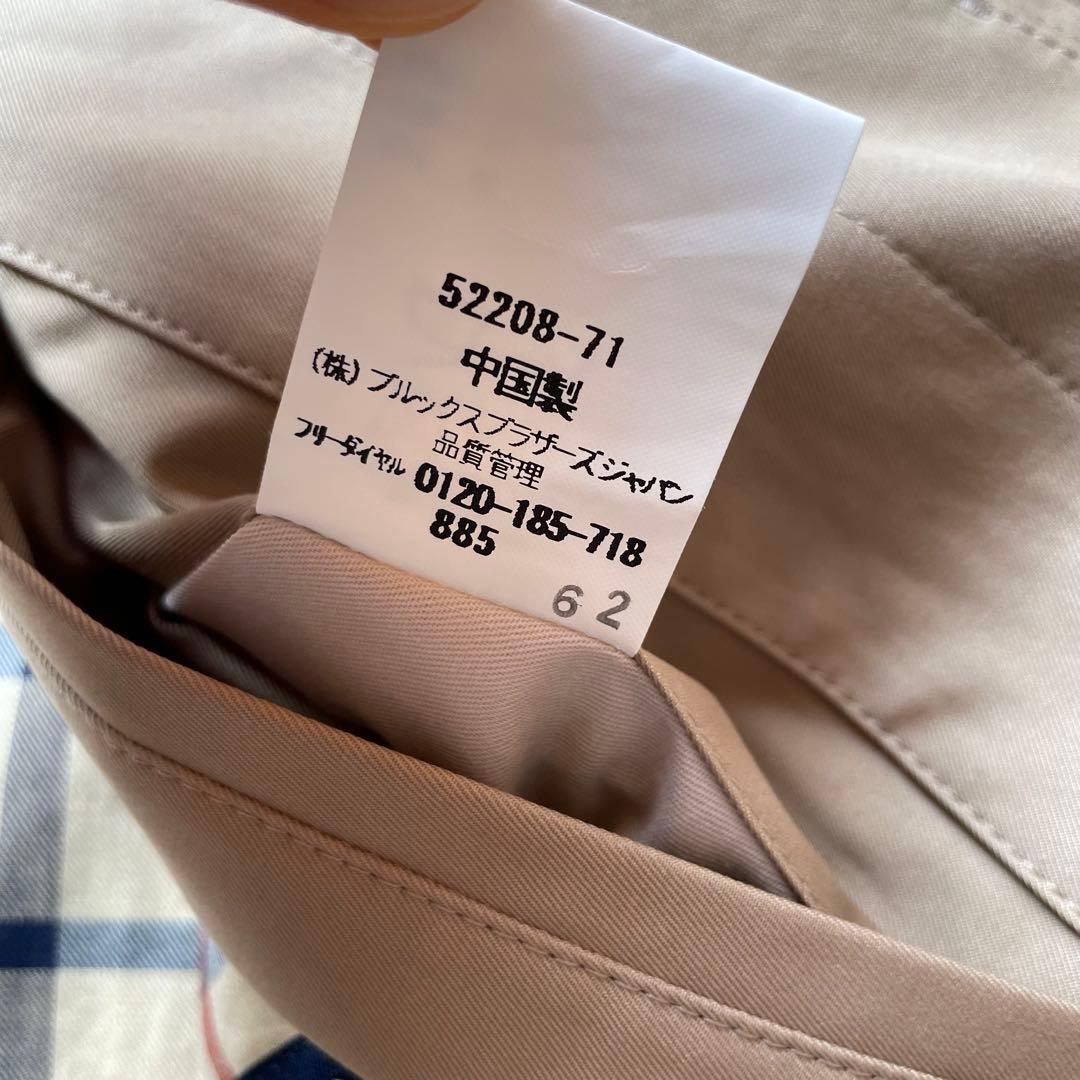 52208-71
中国製
(株)ブルックスブラザーズジャパン
品質管理
フリーダイヤル 0120-185-718
885
62